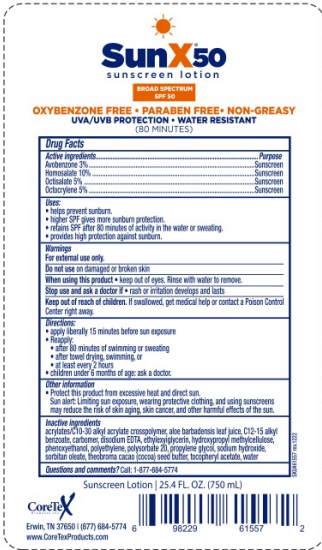 SunX50
sunscreen lotion
BROAD SPECTRUM
SPF 50
OXYBENZONE FREE • PARABEN FREE • NON-GREASY
UVA/UVB PROTECTION • WATER RESISTANT
(80 MINUTES)
Drug Facts
Active ingredients Purpose
Avobenzone 3% Sunscreen
Homosalate 10% Sunscreen
Octisalate 5% Sunscreen
Octocrylene 5% Sunscreen
Uses:
• helps prevent sunburn.
• higher SPF gives more sunburn protection.
• retains SPF after 80 minutes of activity in the water or sweating.
• provides high protection against sunburn.
Warnings
For external use only.
Do not use on damaged or broken skin
When using this product • keep out of eyes. Rinse with water to remove.
Stop use and ask a doctor if • rash or irritation develops and lasts
Keep out of reach of children. If swallowed, get medical help or contact a Poison Control
Center right away.
Directions:
• apply liberally 15 minutes before sun exposure
• Reapply:
• after 80 minutes of swimming or sweating
• after towel drying, swimming, or
• at least every 2 hours
• children under 6 months of age: ask a doctor.
Other information
• Protect this product from excessive heat and direct sun.
Sun alert: Limiting sun exposure, wearing protective clothing, and using sunscreens
may reduce the risk of skin aging, skin cancer, and other harmful effects of the sun.
Inactive ingredients
acrylates/C10-30 alkyl acrylate crosspolymer, aloe barbadensis leaf juice, C12-15 alkyl
benzoate, carbomer, disodium EDTA, ethylexiyglycerin, hydroxypropyl methylcellulose,
phenoxyethanol, polyethylene, polysorbate 20, propylene glycol, sodium hydroxide,
sorbitan oleate, theobroma cacao (cocoa) seed butter, tocopheryl acetate, water
Questions and comments? Call: 1-877-684-5774
Sunscreen Lotion | 25.4 FL. OZ. (750 mL)
CoreTeX
Erwin, TN 37650 | (877) 684-5774
www.CoreTexProducts.com
6 98229 61557 2